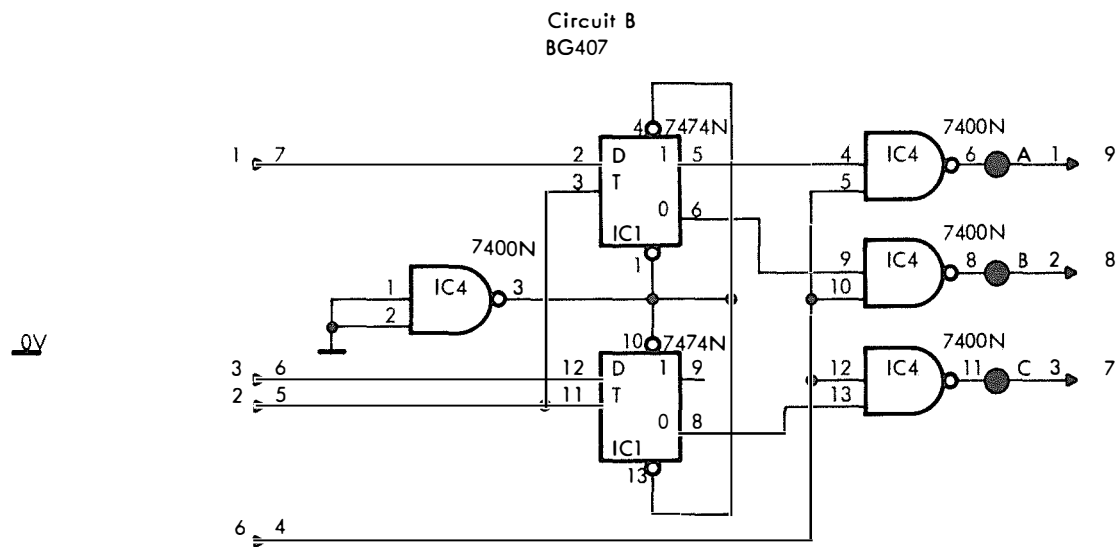 Circuit B
BG407
4 7474N
7400N
1 7 2 D 1 5 4 IC4 6 A 1 9
3 T 5
0 6
IC1
7400N
7400N
1
9 IC4 8 B 2 8
1 IC4 3 10
2
7400N
0V
10 7474N
3 6 12 D 1 9 12 IC4 11 C 3 7
2 5 11 T 13
0 8
IC1
13
6 4